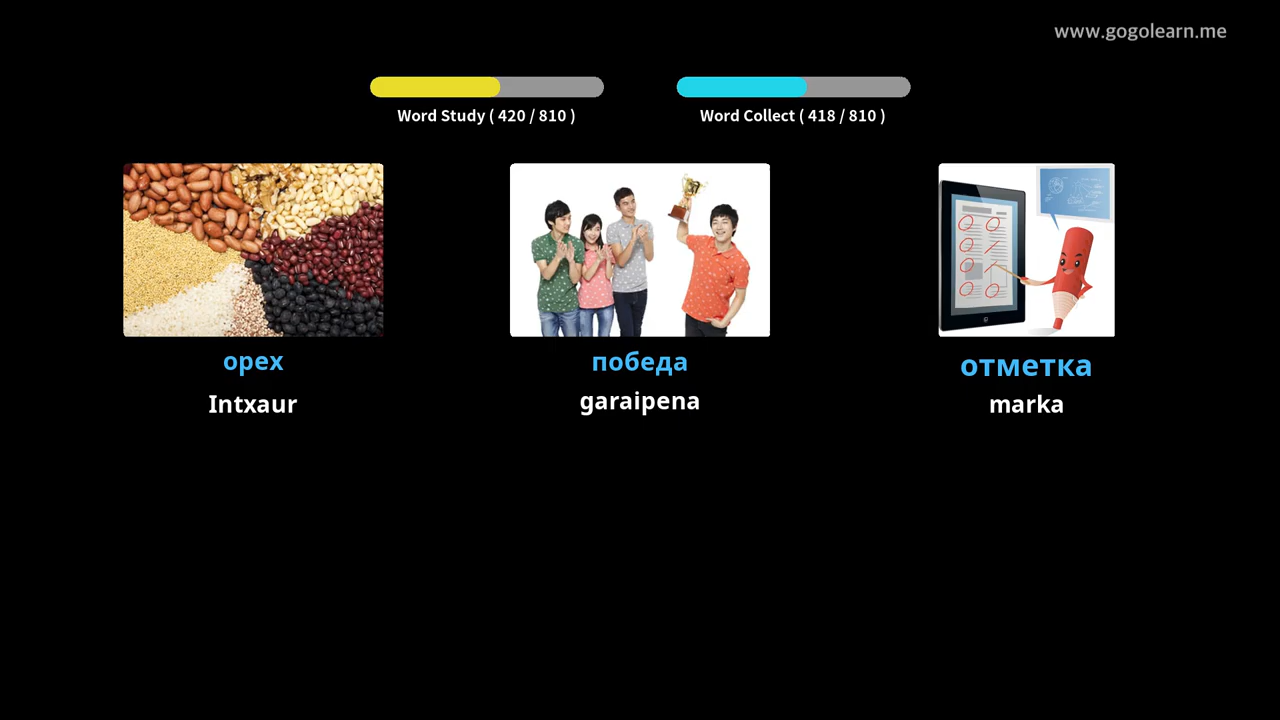 www.gogolearn.me
Word Study ( 420 / 810 )
Word Collect ( 418 / 810 )
орех
победа
отметка
Intxaur
garaipena
marka